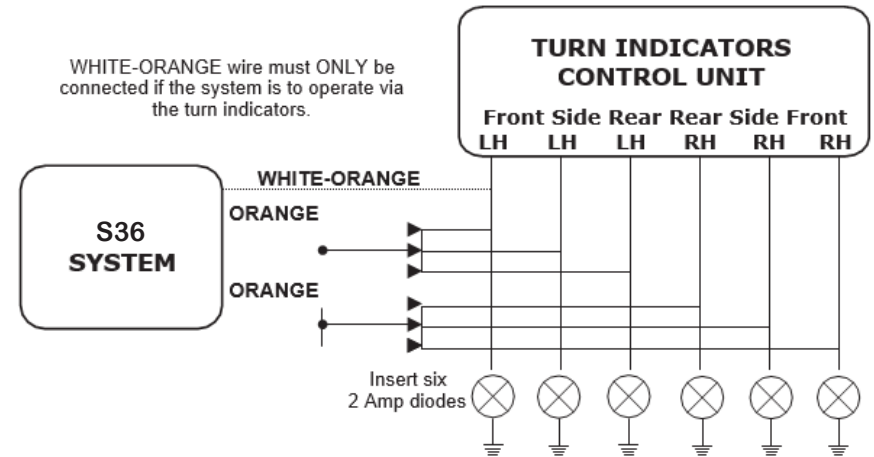 WHITE-ORANGE wire must ONLY be
connected if the system is to operate via
the turn indicators.
TURN INDICATORS
CONTROL UNIT
Front Side Rear Rear Side Front
LH LH LH RH RH RH
WHITE-ORANGE
ORANGE
S36
SYSTEM
ORANGE
Insert six
2 Amp diodes